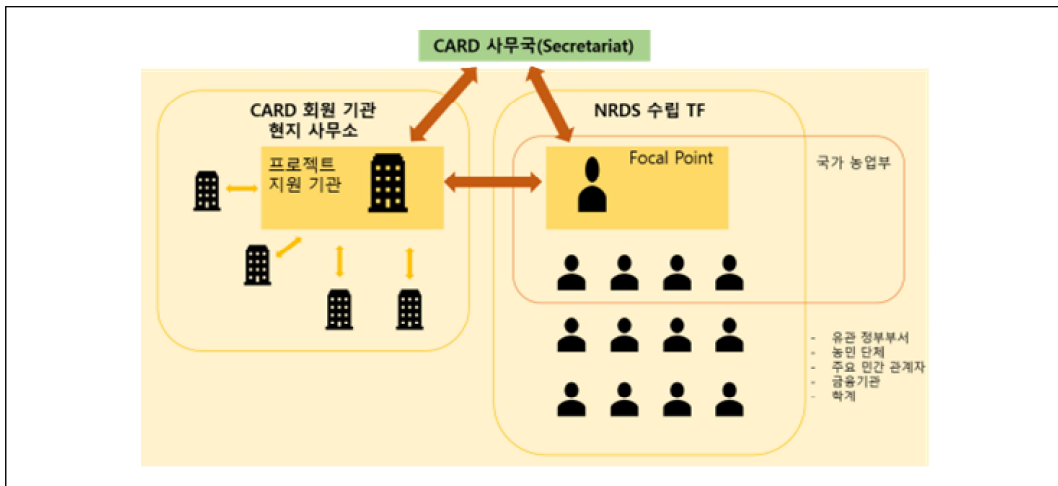 CARD 사무국(Secretariat)
CARD 회원 기관
현지 사무소
프로젝트
지원 기관
NRDS 수립 TF
Focal Point
국가 농업부
- 유관 정부부서
- 농민 단체
- 주요 민간 관계자
- 금융기관
- 학계